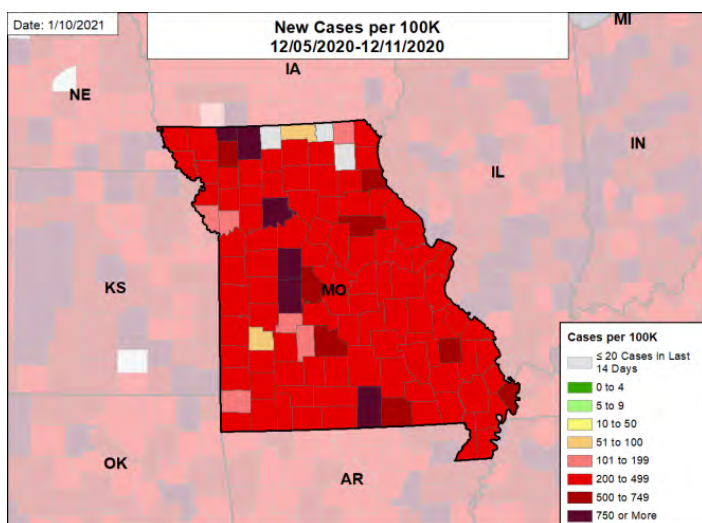 Date: 1/10/2021
New Cases per 100K
12/05/2020-12/11/2020
MI
IA
NE
IN
IL
KS
MO
OK
AR
Cases per 100K
≤ 20 Cases in Last
14 Days
0 to 4
5 to 9
10 to 50
51 to 100
101 to 199
200 to 499
500 to 749
750 or More